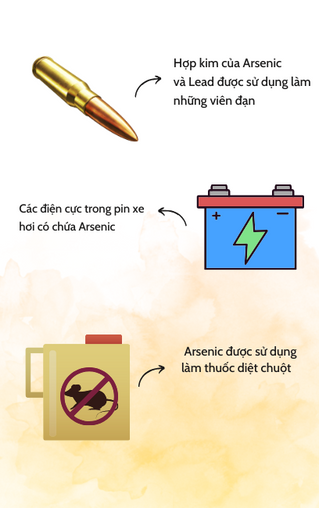 Hợp kim của Arsenic
và Lead được sử dụng làm
những viên đạn
Các điện cực trong pin xe
hơi có chứa Arsenic
+ −
Arsenic được sử dụng
làm thuốc diệt chuột